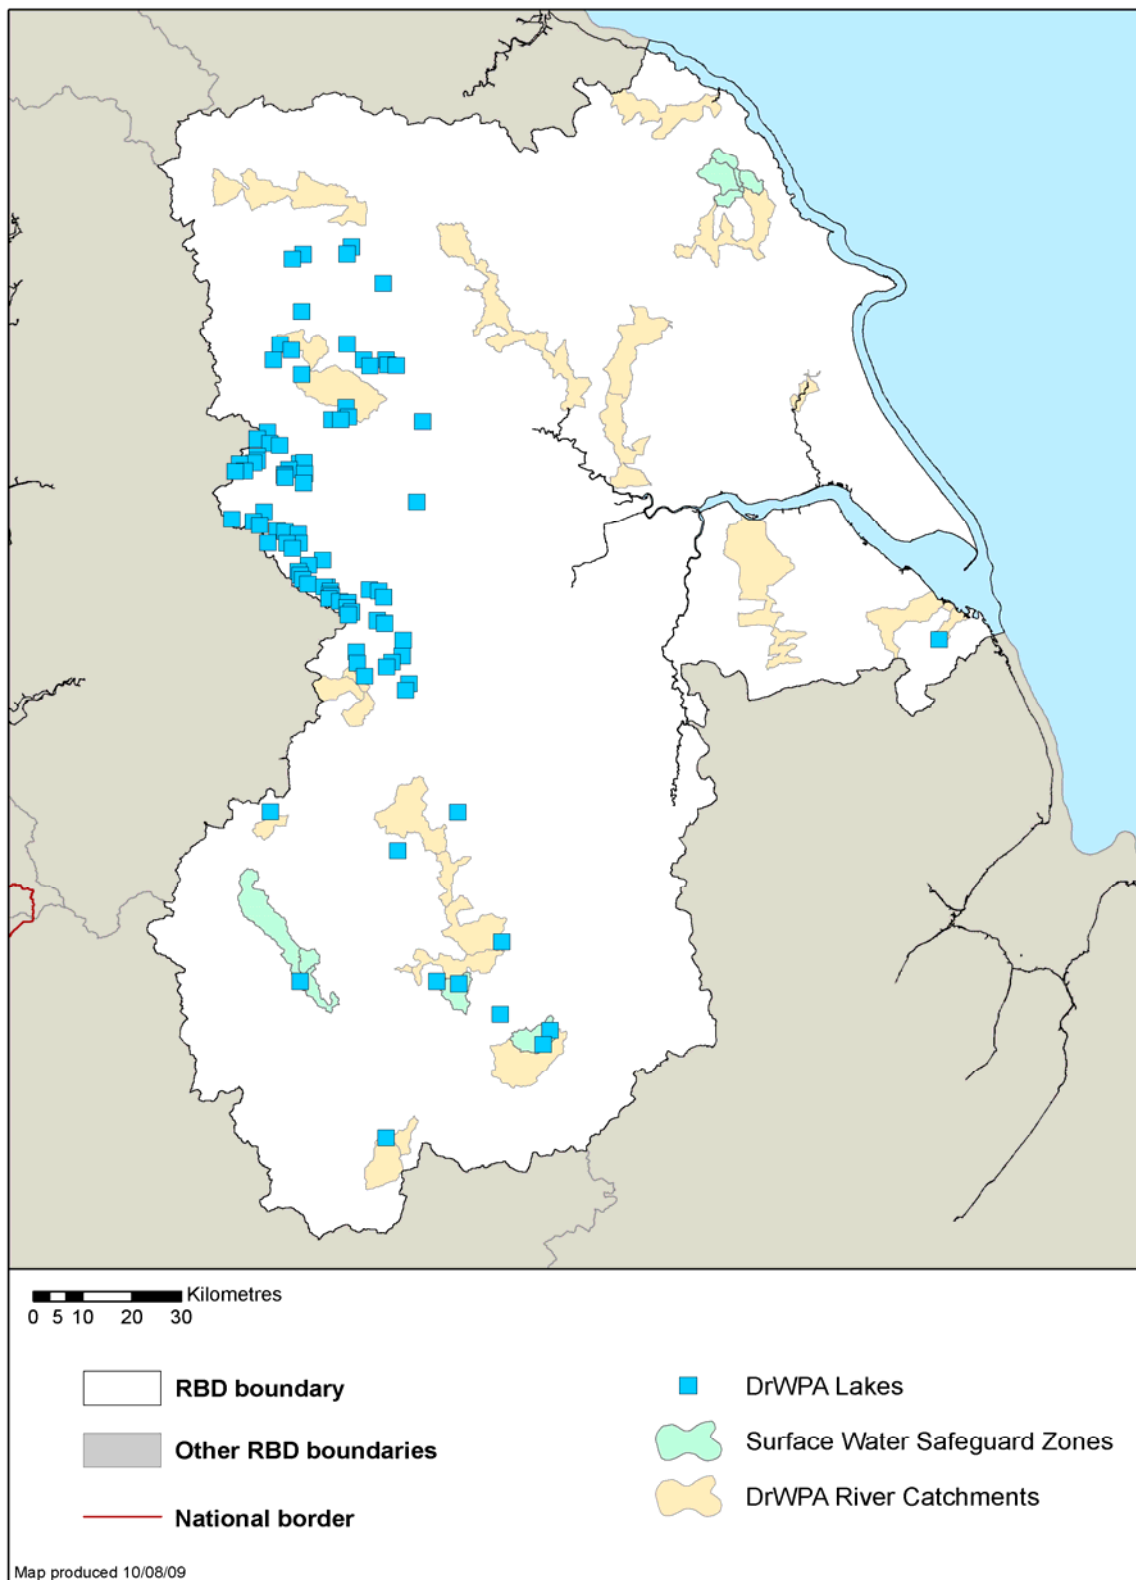 Kilometres
0 5 10 20 30
RBD boundary
Other RBD boundaries
National border
DrWPA Lakes
Surface Water Safeguard Zones
DrWPA River Catchments
Map produced 10/08/09